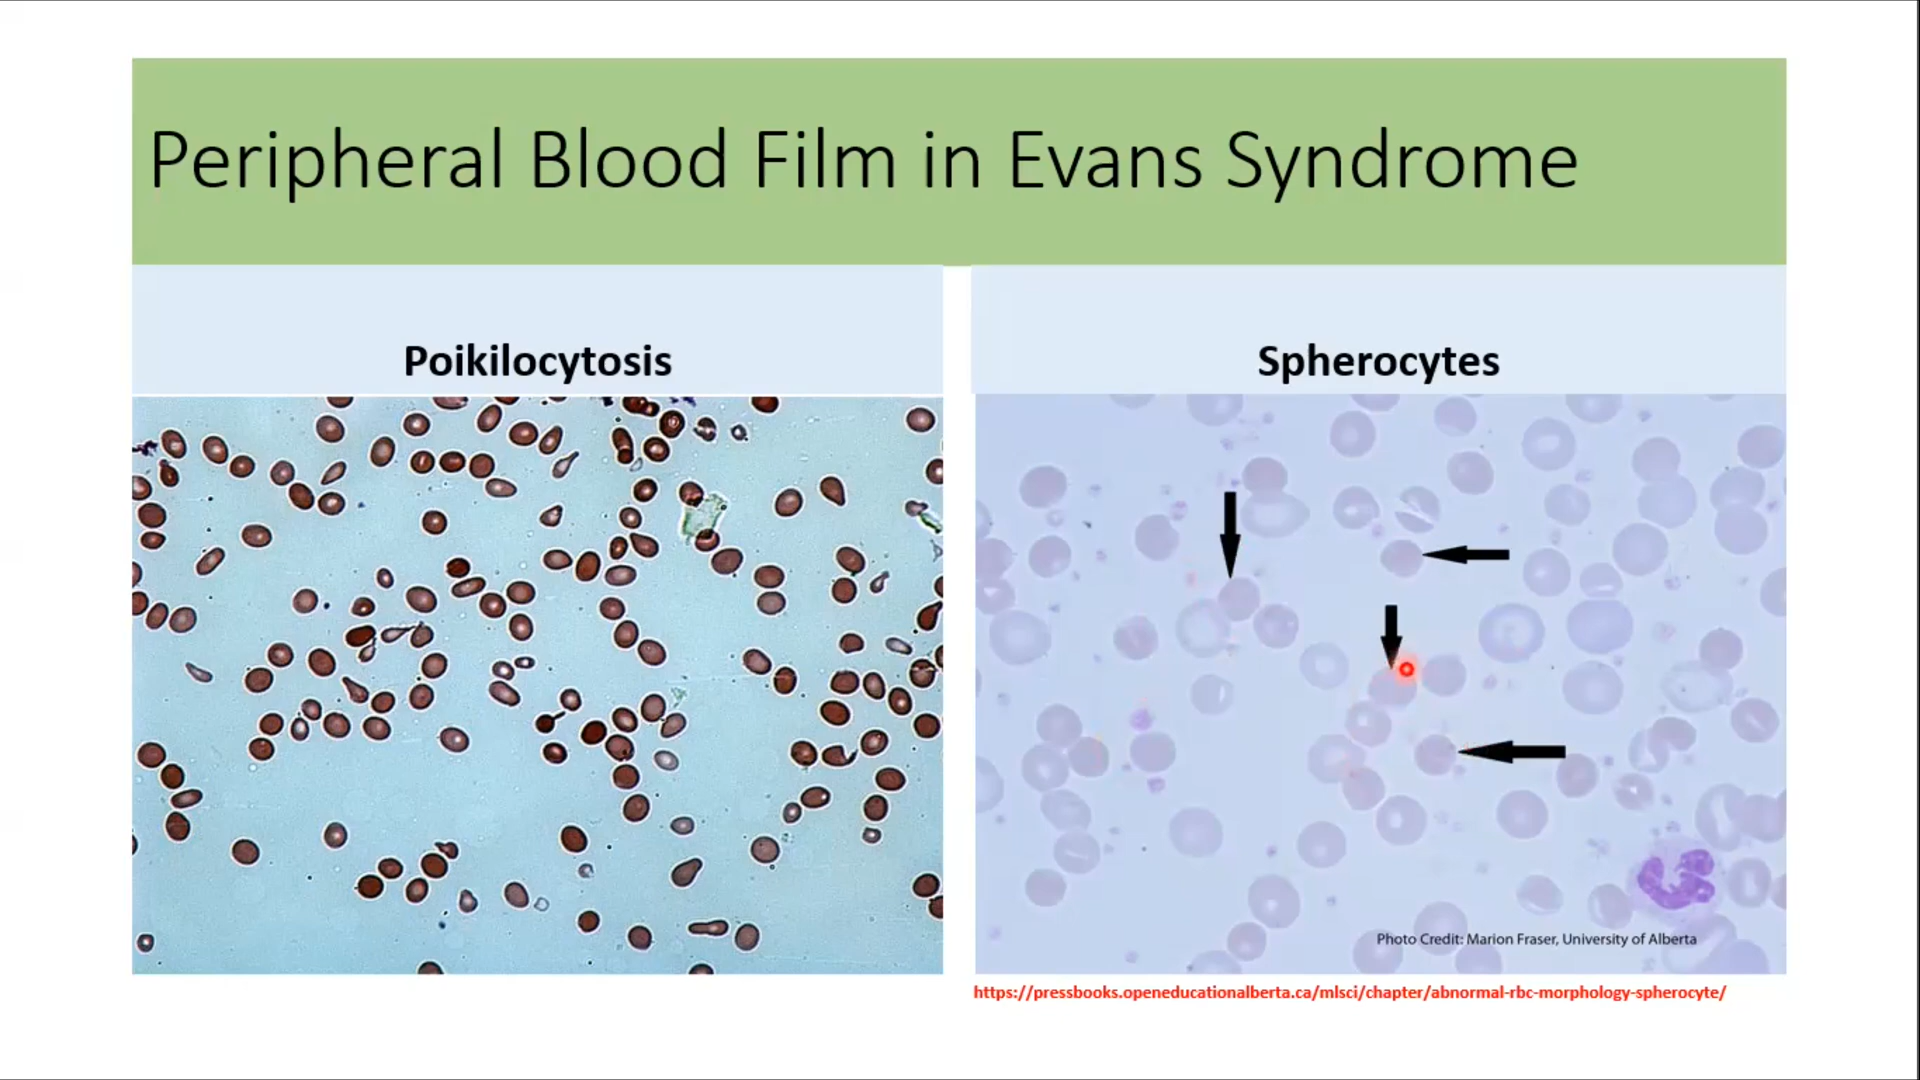 Peripheral Blood Film in Evans Syndrome
Poikilocytosis
Spherocytes
Photo Credit: Marion Fraser, University of Alberta
https://pressbooks.openeducationalberta.ca/mlsci/chapter/abnormal-rbc-morphology-spherocyte/